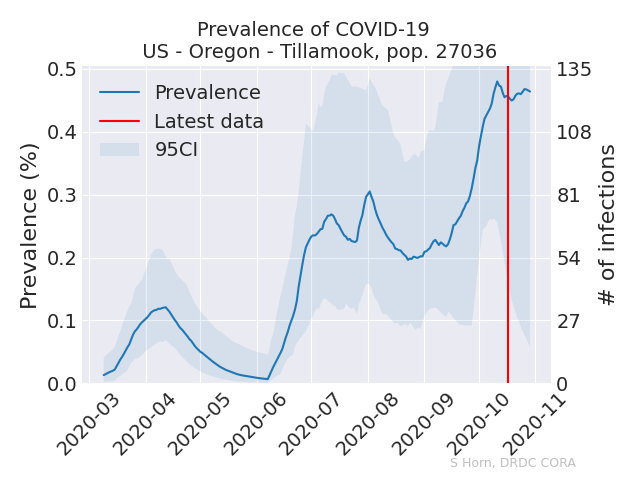 Prevalence of COVID-19
US - Oregon - Tillamook, pop. 27036
Prevalence
Latest data
95CI
Prevalence (%)
0.5
0.4
0.3
0.2
0.1
0.0
# of infections
135
108
81
54
27
0
2020-03
2020-04
2020-05
2020-06
2020-07
2020-08
2020-09
2020-10
2020-11
S Horn, DRDC CORA